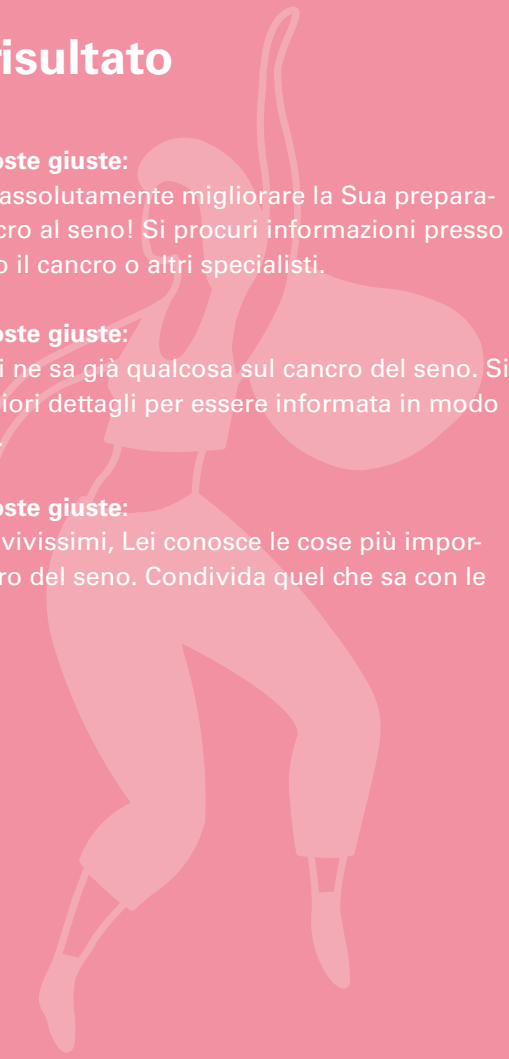 risultato
oste giuste:
assolutamente migliorare la Sua prepara-
cro al seno! Si procuri informazioni presso
o il cancro o altri specialisti.
oste giuste:
i ne sa già qualcosa sul cancro del seno. Si
iori dettagli per essere informata in modo
.
oste giuste:
vivissimi, Lei conosce le cose più impor-
ro del seno. Condivida quel che sa con le